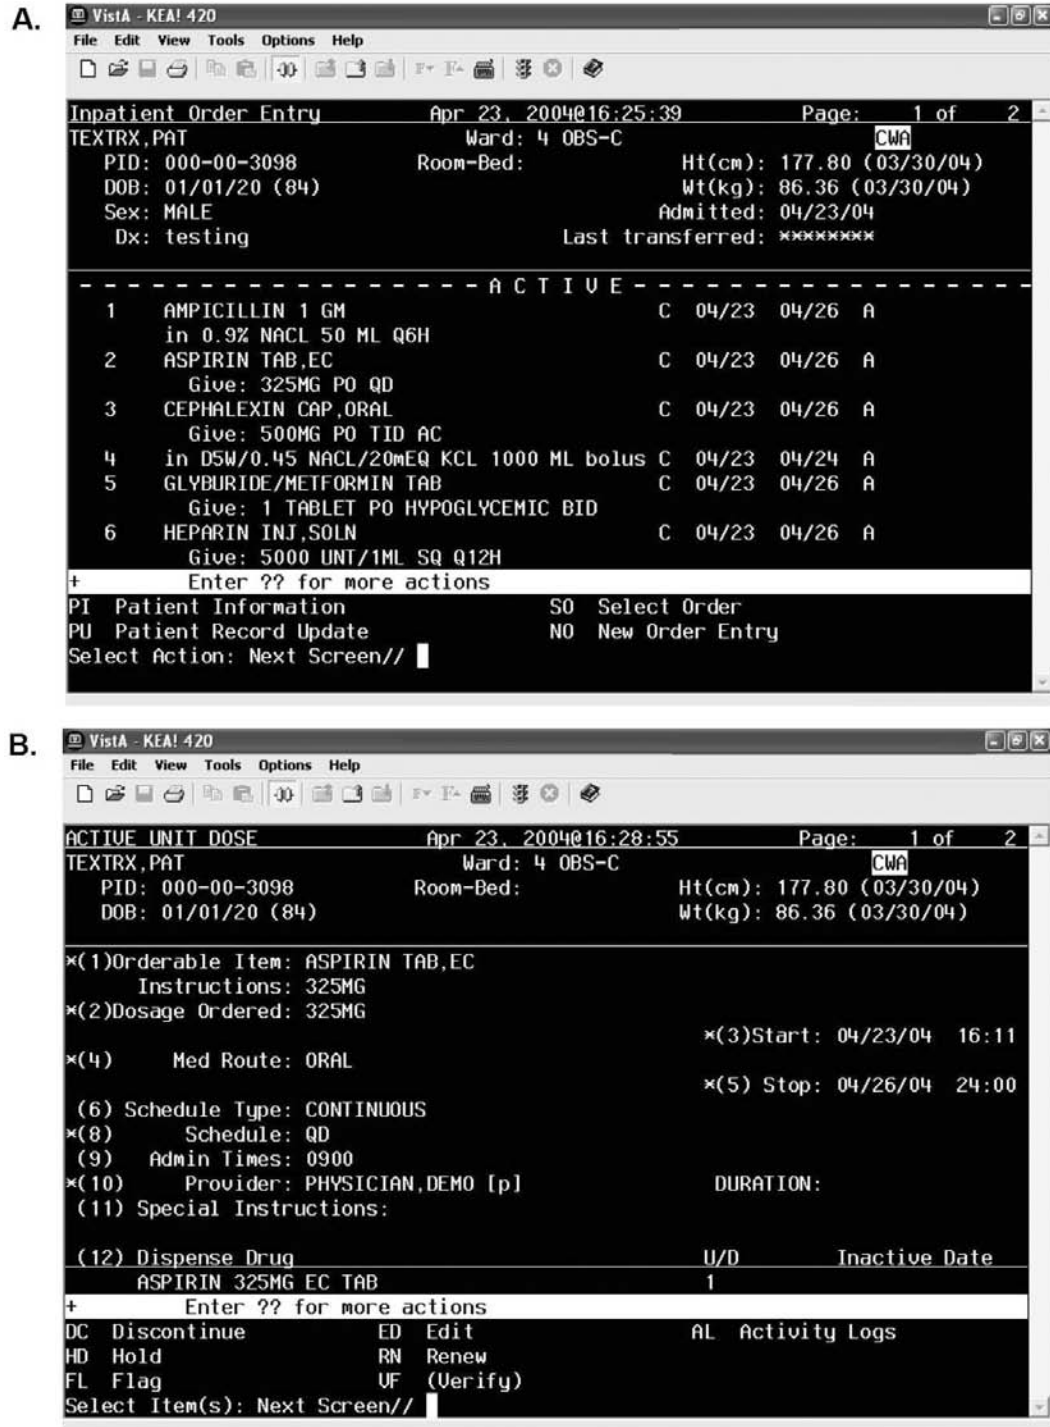 A.
VistA - KEA! 420
File Edit View Tools Options Help
Inpatient Order Entry Apr 23, 2004@16:25:39 Page: 1 of 2
TEXTRX,PAT Ward: 4 OBS-C CWA
PID: 000-00-3098 Room-Bed: Ht(cm): 177.80 (03/30/04)
DOB: 01/01/20 (84) Wt(kg): 86.36 (03/30/04)
Sex: MALE Admitted: 04/23/04
Dx: testing Last transferred: ********
- - - - - - - - - - - - - - - - - A C T I V E - - - - - - - - - - - - - - - - -
1 AMPICILLIN 1 GM C 04/23 04/26 A
in 0.9% NACL 50 ML Q6H
2 ASPIRIN TAB,EC C 04/23 04/26 A
Give: 325MG PO QD
3 CEPHALEXIN CAP,ORAL C 04/23 04/26 A
Give: 500MG PO TID AC
4 in D5W/0.45 NACL/20mEQ KCL 1000 ML bolus C 04/23 04/24 A
5 GLYBURIDE/METFORMIN TAB C 04/23 04/26 A
Give: 1 TABLET PO HYPOGLYCEMIC BID
6 HEPARIN INJ,SOLN C 04/23 04/26 A
Give: 5000 UNT/1ML SQ Q12H
+ Enter ?? for more actions
PI Patient Information SO Select Order
PU Patient Record Update NO New Order Entry
Select Action: Next Screen//
B.
VistA - KEA! 420
File Edit View Tools Options Help
ACTIVE UNIT DOSE Apr 23, 2004@16:28:55 Page: 1 of 2
TEXTRX,PAT Ward: 4 OBS-C CWA
PID: 000-00-3098 Room-Bed: Ht(cm): 177.80 (03/30/04)
DOB: 01/01/20 (84) Wt(kg): 86.36 (03/30/04)
*(1)Orderable Item: ASPIRIN TAB,EC
Instructions: 325MG
*(2)Dosage Ordered: 325MG
*(3)Start: 04/23/04 16:11
*(4) Med Route: ORAL
*(5) Stop: 04/26/04 24:00
(6) Schedule Type: CONTINUOUS
*(8) Schedule: QD
(9) Admin Times: 0900
*(10) Provider: PHYSICIAN,DEMO [p] DURATION:
(11) Special Instructions:
(12) Dispense Drug U/D Inactive Date
ASPIRIN 325MG EC TAB 1
+ Enter ?? for more actions
DC Discontinue ED Edit AL Activity Logs
HD Hold RN Renew
FL Flag VF (Verify)
Select Item(s): Next Screen//